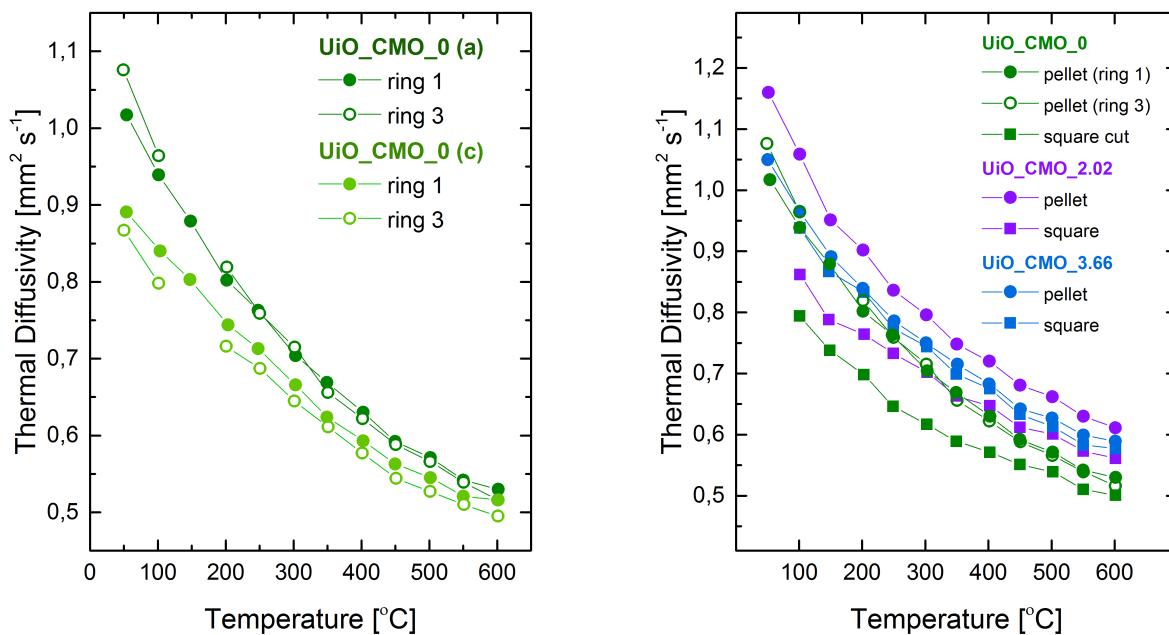 Thermal Diffusivity [mm² s⁻¹]
1,1
1,0
0,9
0,8
0,7
0,6
0,5
0 100 200 300 400 500 600
Temperature [°C]
UiO_CMO_0 (a)
ring 1
ring 3
UiO_CMO_0 (c)
ring 1
ring 3
Thermal Diffusivity [mm² s⁻¹]
1,2
1,1
1,0
0,9
0,8
0,7
0,6
0,5
100 200 300 400 500 600
Temperature [°C]
UiO_CMO_0
pellet (ring 1)
pellet (ring 3)
square cut
UiO_CMO_2.02
pellet
square
UiO_CMO_3.66
pellet
square